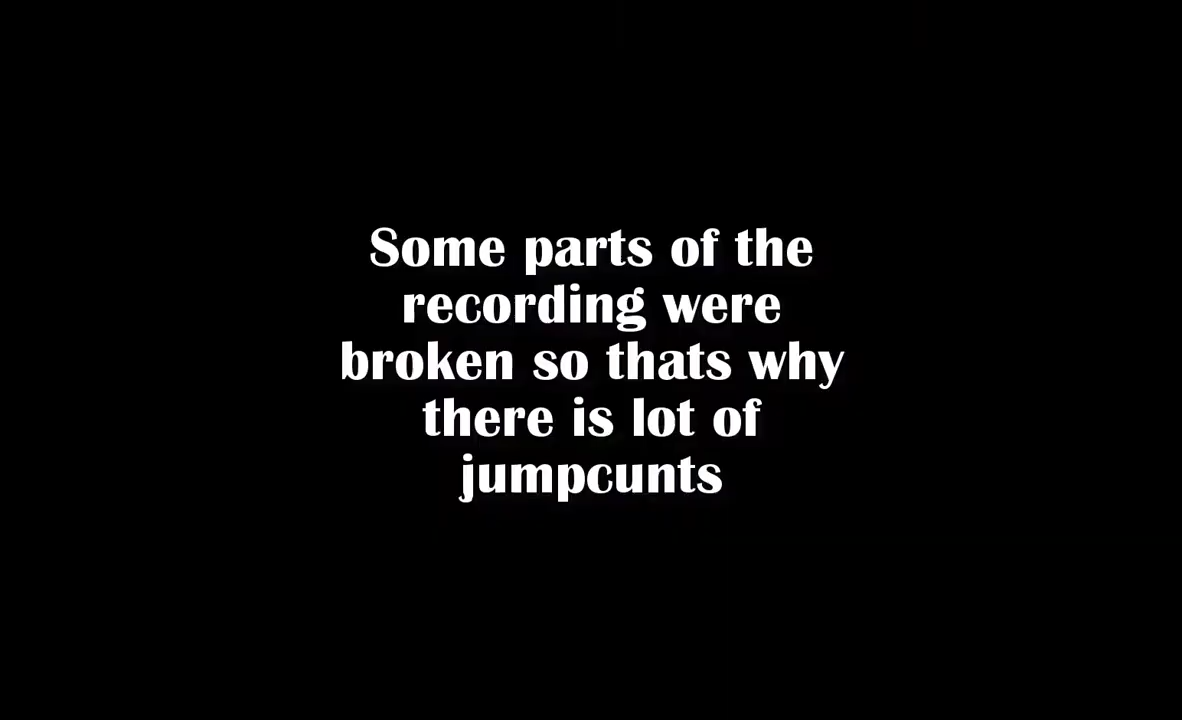 Some parts of the
recording were
broken so thats why
there is lot of
jumpcunts